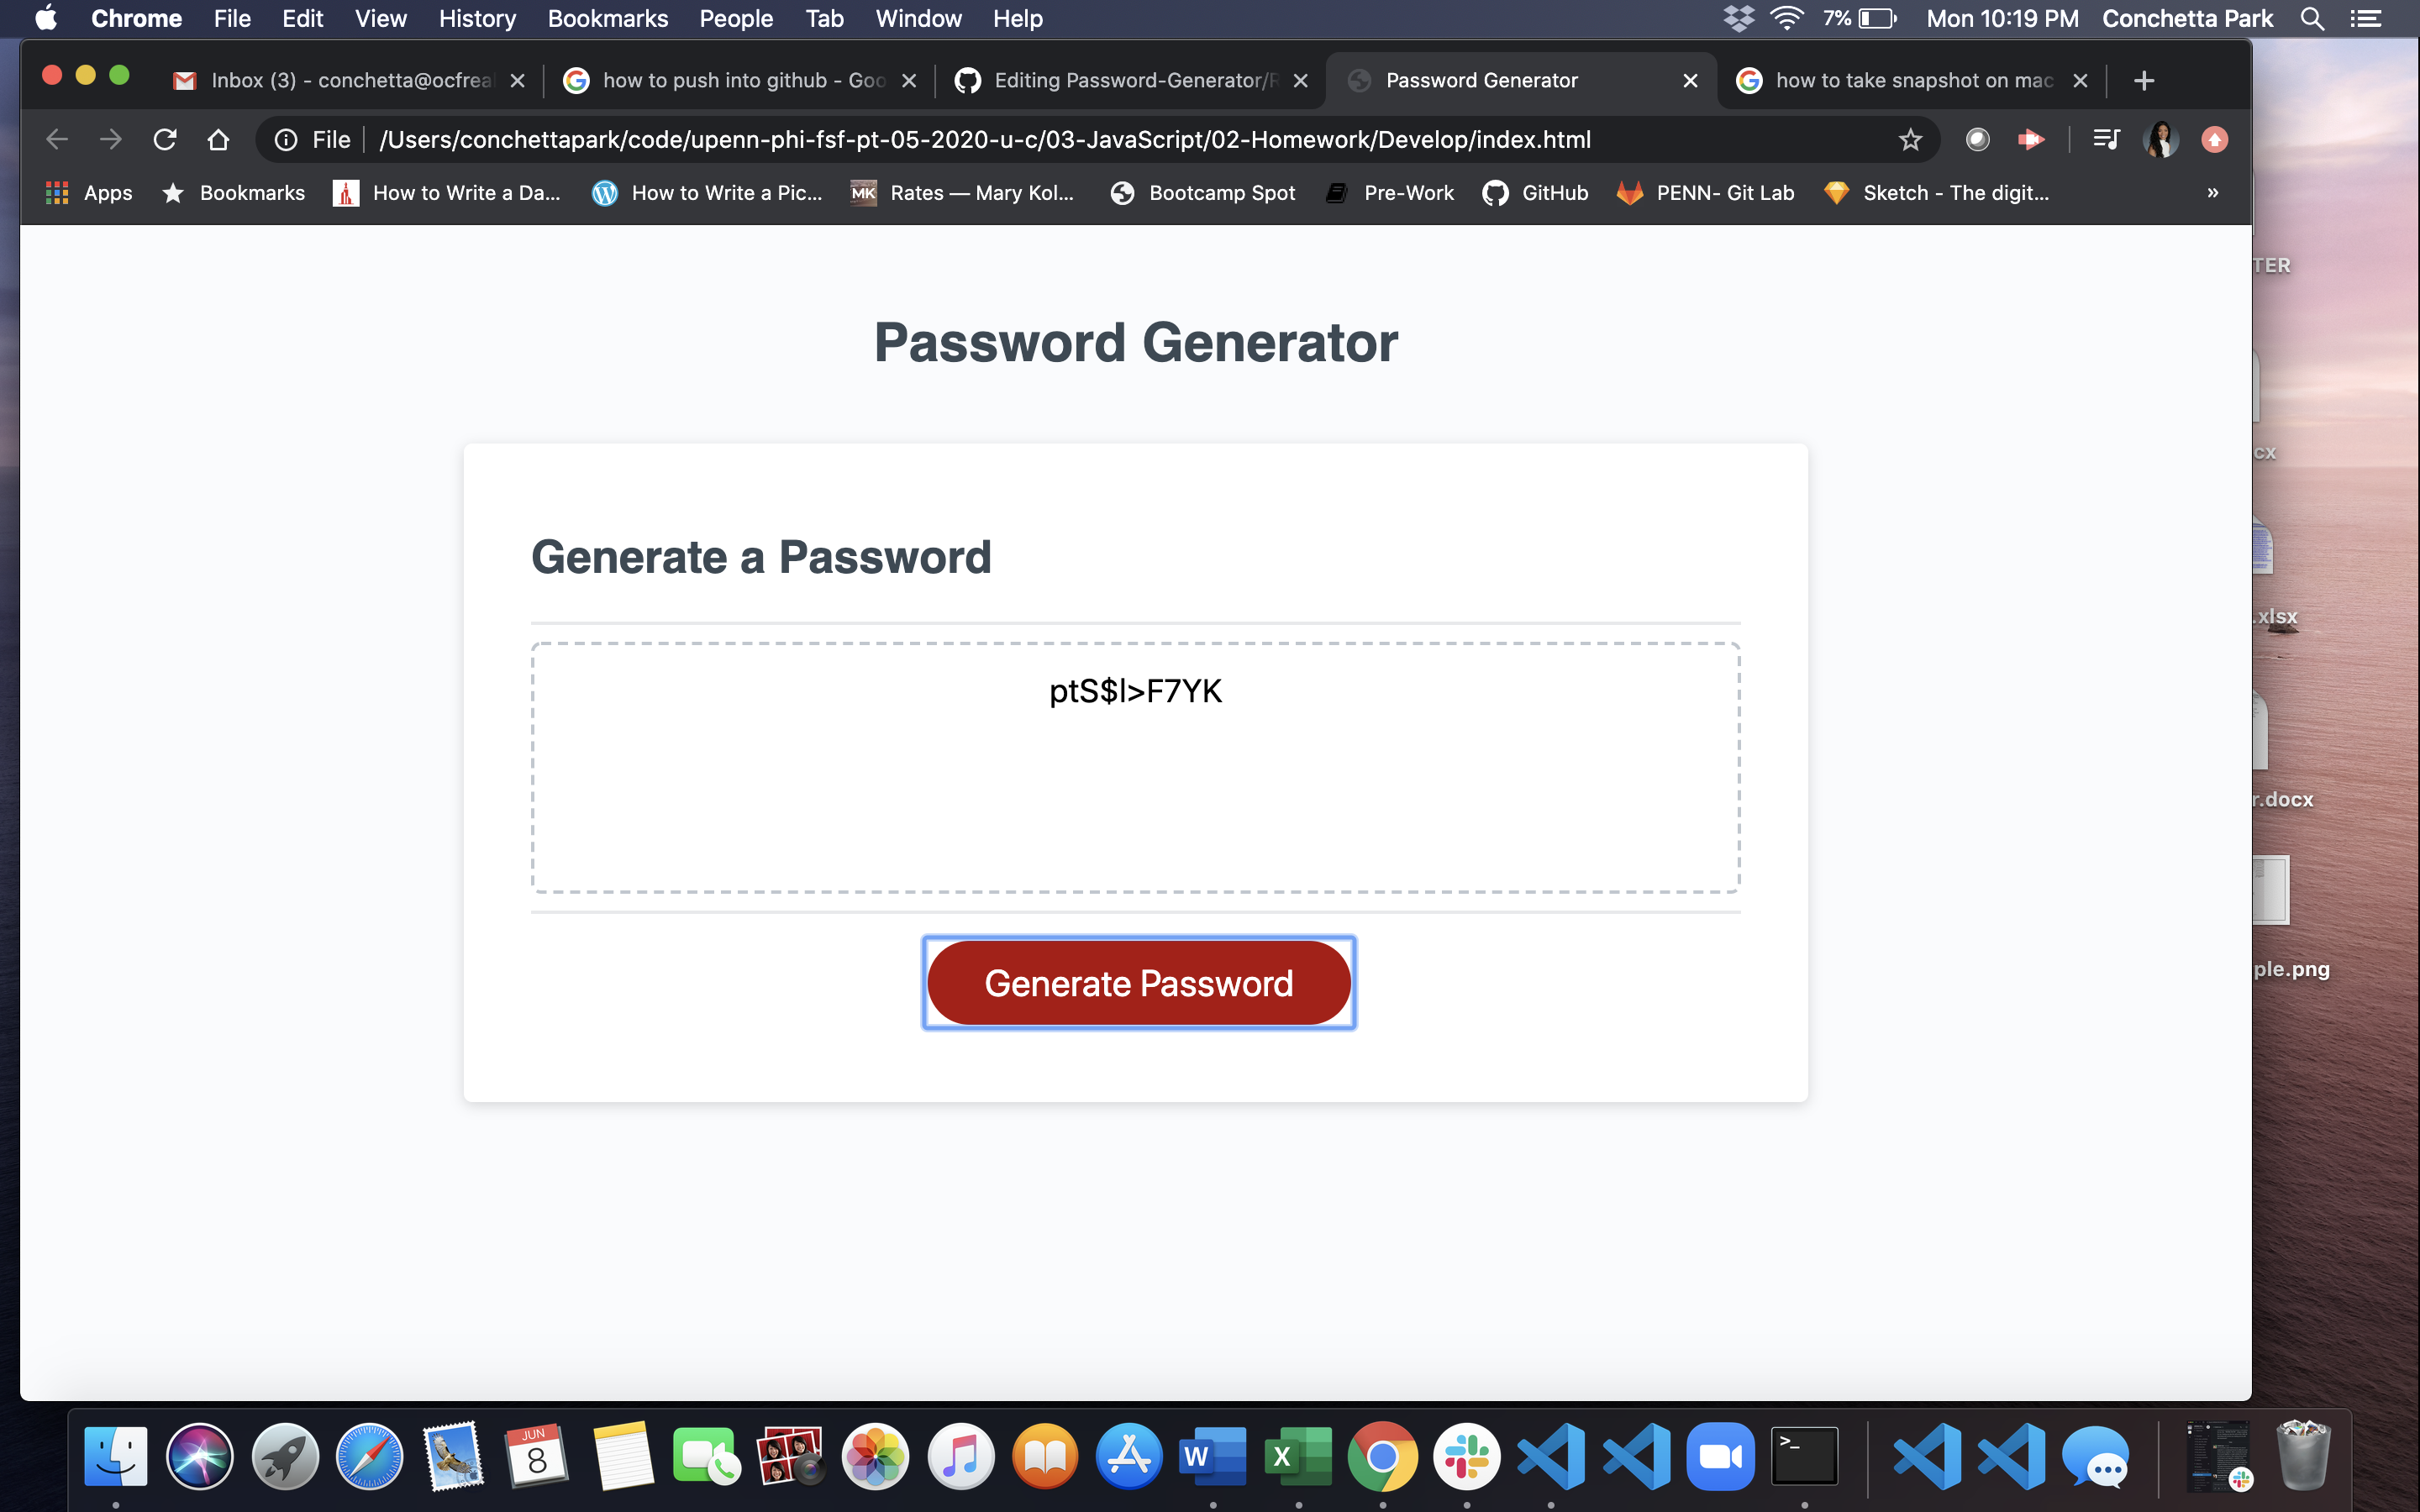 Chrome File Edit View History Bookmarks People Tab Window Help 7% Mon 10:19 PM Conchetta Park
Inbox (3) - conchetta@ocfreal how to push into github - Goo Editing Password-Generator/R Password Generator how to take snapshot on mac
File /Users/conchettapark/code/upenn-phi-fsf-pt-05-2020-u-c/03-JavaScript/02-Homework/Develop/index.html
Apps Bookmarks How to Write a Da... How to Write a Pic... MK Rates — Mary Kol... Bootcamp Spot Pre-Work GitHub PENN- Git Lab Sketch - The digit... »
TER
Password Generator
cx
Generate a Password
.xlsx
ptS$l>F7YK
r.docx
Generate Password
ple.png
JUN
8
W
X
>_